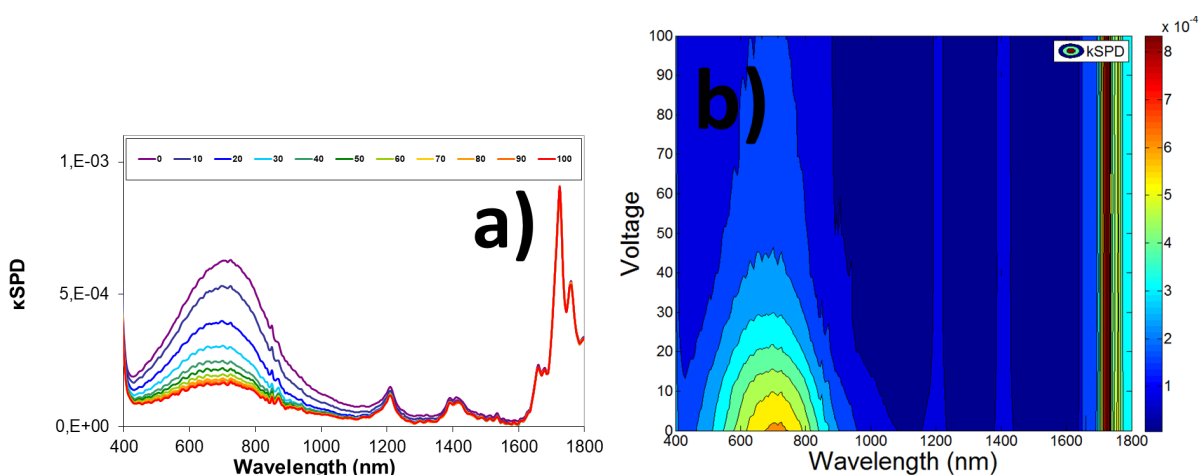 a)
0 10 20 30 40 50 60 70 80 90 100
1,E-03
5,E-04
0,E+00
κSPD
400 600 800 1000 1200 1400 1600 1800
Wavelength (nm)
b)
kSPD
x 10⁻⁴
100
90
80
70
60
50
40
30
20
10
0
Voltage
400 600 800 1000 1200 1400 1600 1800
Wavelength (nm)
8
7
6
5
4
3
2
1